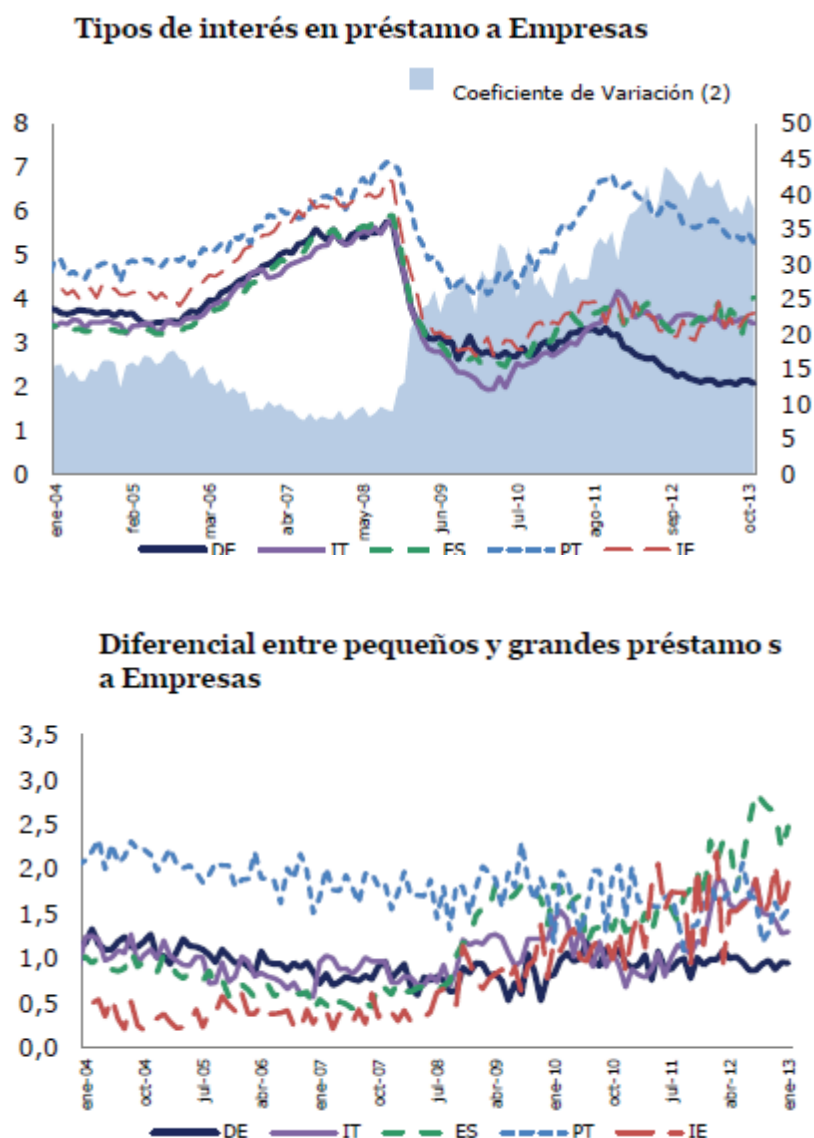 Tipos de interés en préstamo a Empresas
Coeficiente de Variación (2)
8 50
7 45
6 40
5 35
4 30
3 25
2 20
1 15
0 10
5
0
ene-04 feb-05 mar-06 abr-07 may-08 jun-09 jul-10 ago-11 sep-12 oct-13
DE IT ES PT IE
Diferencial entre pequeños y grandes préstamo s
a Empresas
3,5
3,0
2,5
2,0
1,5
1,0
0,5
0,0
ene-04 oct-04 jul-05 abr-06 ene-07 oct-07 jul-08 abr-09 ene-10 oct-10 jul-11 abr-12 ene-13
DE IT ES PT IE